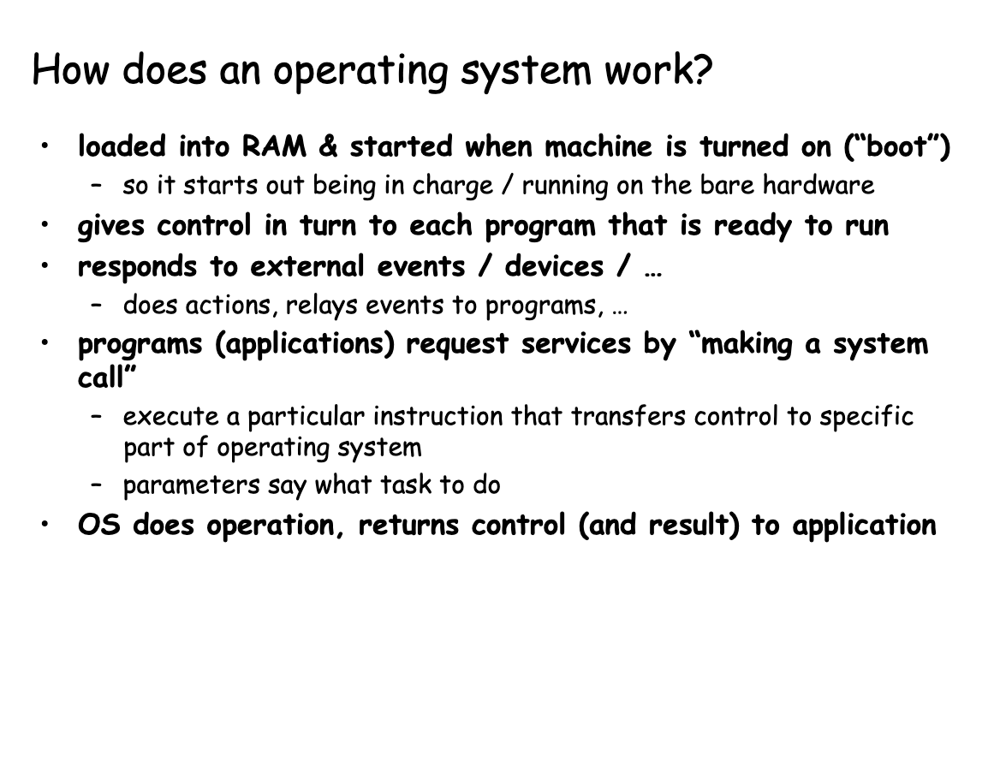 How does an operating system work?
• loaded into RAM & started when machine is turned on (“boot”)
– so it starts out being in charge / running on the bare hardware
• gives control in turn to each program that is ready to run
• responds to external events / devices / …
– does actions, relays events to programs, …
• programs (applications) request services by “making a system
call”
– execute a particular instruction that transfers control to specific
part of operating system
– parameters say what task to do
• OS does operation, returns control (and result) to application